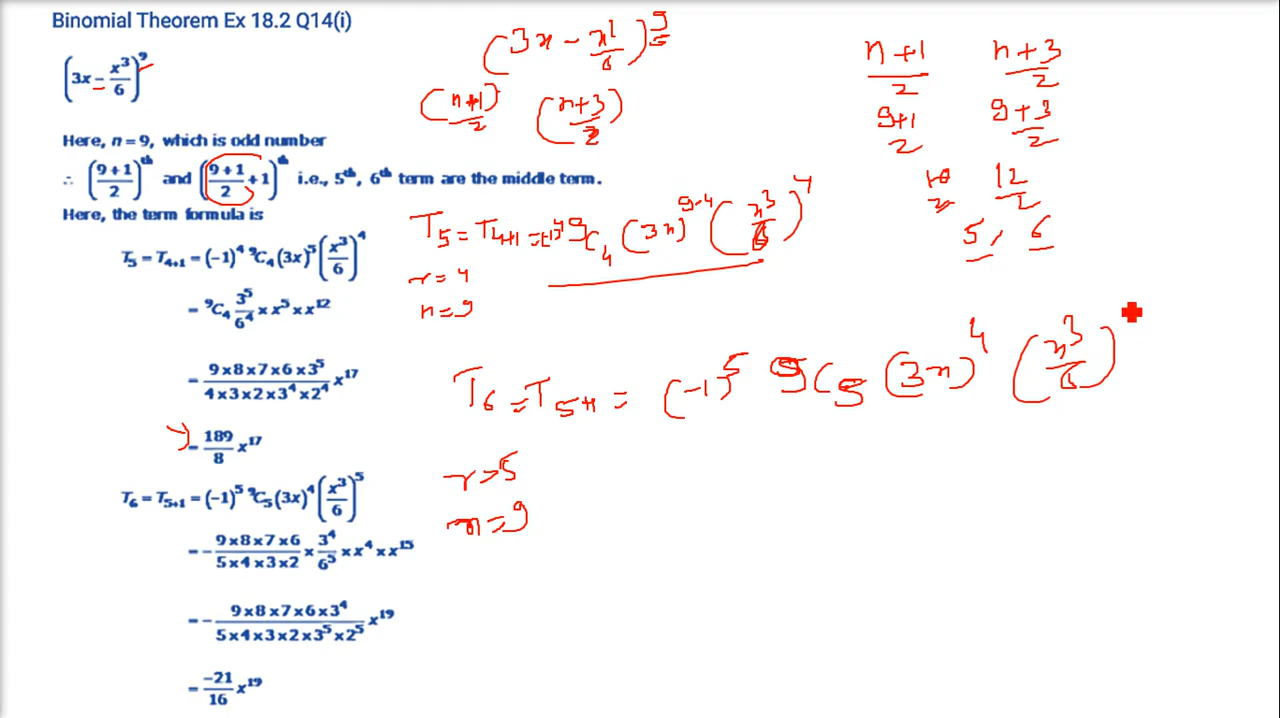 Binomial Theorem Ex 18.2 Q14(i)
(3x - x³/6)⁹
Here, n = 9, which is odd number
∴ ((9+1)/2)ᵗʰ and ((9+1)/2 + 1)ᵗʰ i.e., 5ᵗʰ, 6ᵗʰ term are the middle term.
Here, the term formula is
T₅ = T₄₊₁ = (-1)⁴ ⁹C₄ (3x)⁵ (x³/6)⁴
= ⁹C₄ 3⁵/6⁴ × x⁵ × x¹²
= (9×8×7×6×3⁵)/(4×3×2×3⁴×2⁴) x¹⁷
= 189/8 x¹⁷
T₆ = T₅₊₁ = (-1)⁵ ⁹C₅ (3x)⁴ (x³/6)⁵
= - (9×8×7×6)/(5×4×3×2) × 3⁴/6⁵ × x⁴ × x¹⁵
= - (9×8×7×6×3⁴)/(5×4×3×2×3⁵×2⁵) x¹⁹
= -21/16 x¹⁹
((n+1)/2) ((n+3)/2)
T₅ = T₄₊₁ = (-1)⁴ 9C₄ (3x)⁹⁻⁴ (x³/6)⁴
r = 4
n = 9
(n+1)/2 (n+3)/2
(9+1)/2 (9+3)/2
10/2 12/2
5, 6
T₆ = T₅₊₁ = (-1)⁵ 9C₅ (3x)⁴ (x³/6)
r = 5
n = 9